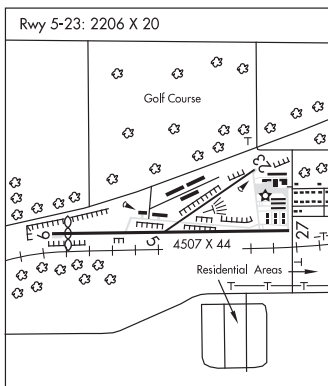 Rwy 5-23: 2206 X 20
Golf Course
T
23
9
E
5
4507 X 44
27
T
T
Residential Areas
T
T
T